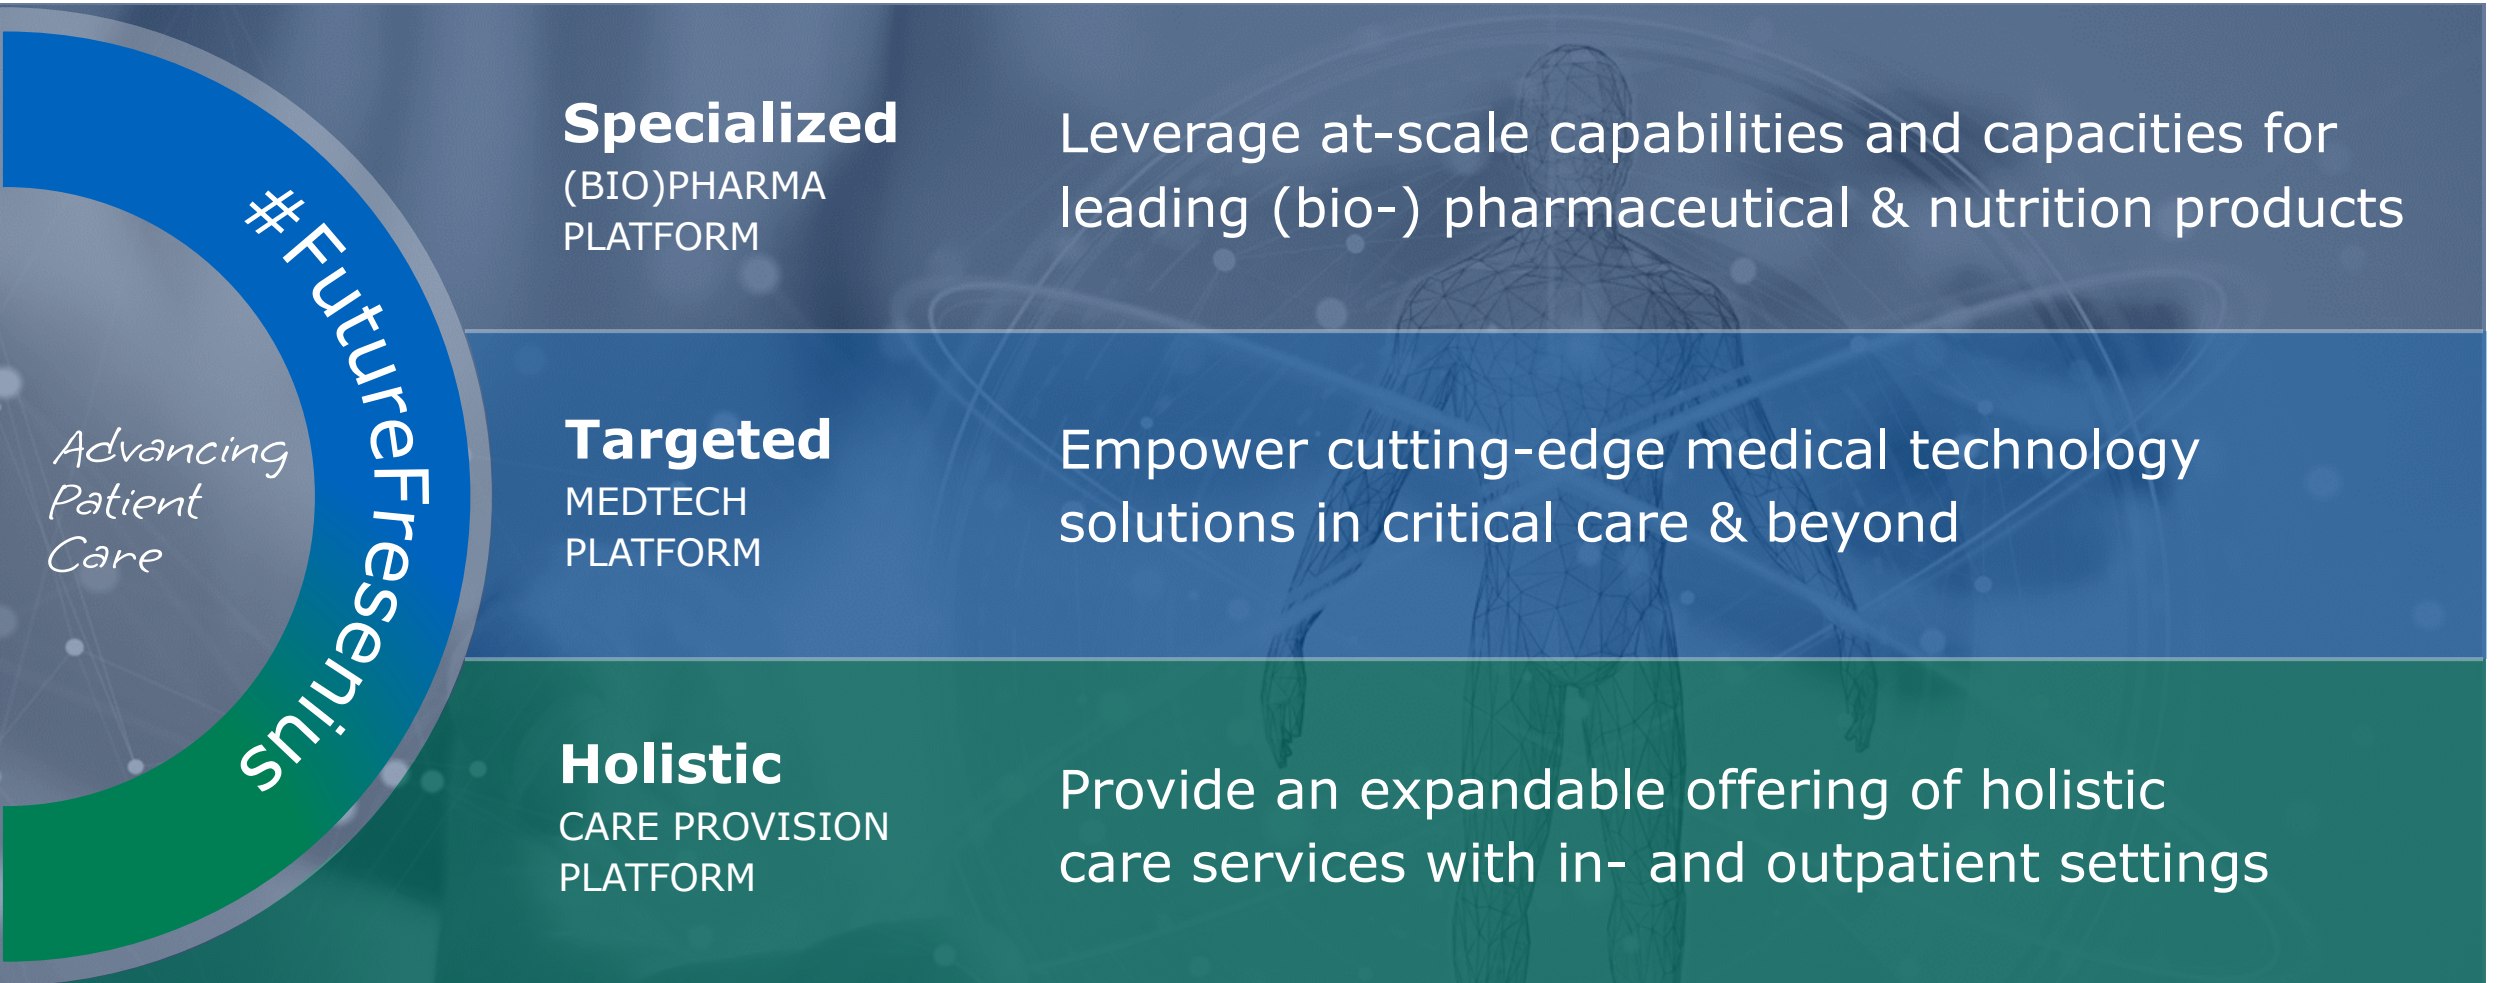 #FutureFresenius
Advancing
Patient
Care
Specialized
(BIO)PHARMA
PLATFORM
Leverage at-scale capabilities and capacities for
leading (bio-) pharmaceutical & nutrition products
Targeted
MEDTECH
PLATFORM
Empower cutting-edge medical technology
solutions in critical care & beyond
Holistic
CARE PROVISION
PLATFORM
Provide an expandable offering of holistic
care services with in- and outpatient settings